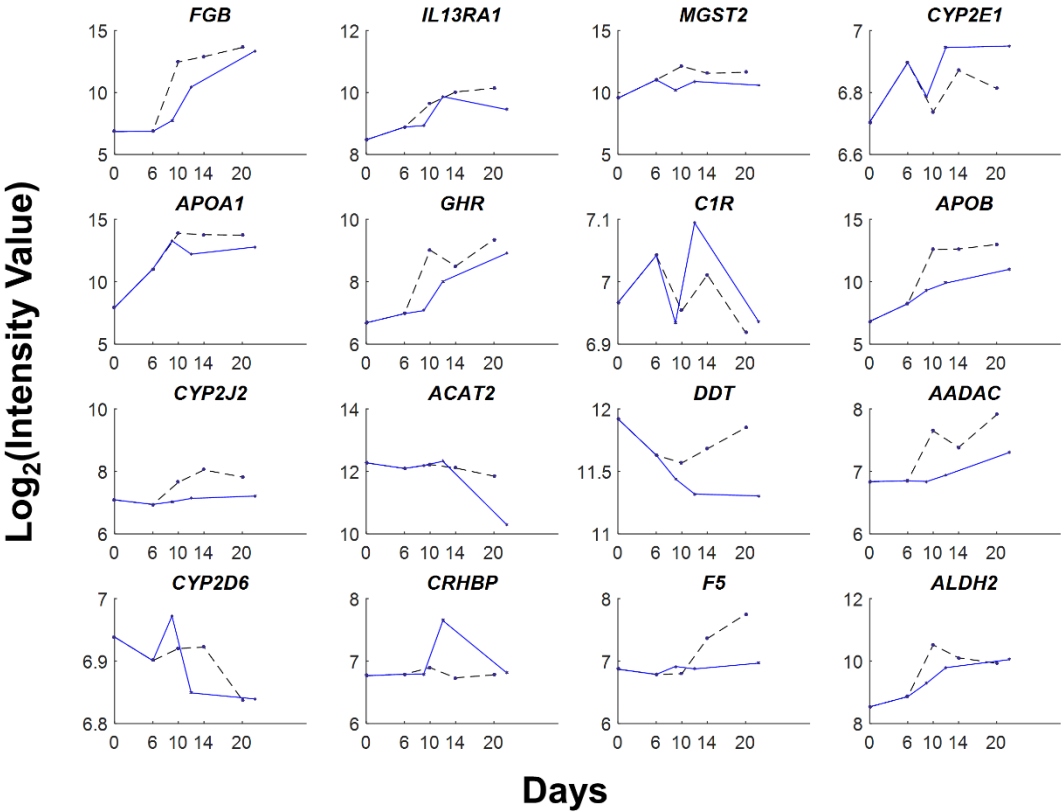 FGB IL13RA1 MGST2 CYP2E1
15 12 15 7
10 10 10 6.8
5 8 5 6.6
0 6 10 14 20 0 6 10 14 20 0 6 10 14 20 0 6 10 14 20
APOA1 GHR C1R APOB
15 10 7.1 15
10 8 7 10
5 6 6.9 5
0 6 10 14 20 0 6 10 14 20 0 6 10 14 20 0 6 10 14 20
CYP2J2 ACAT2 DDT AADAC
10 14 12 8
8 12 11.5 7
6 10 11 6
0 6 10 14 20 0 6 10 14 20 0 6 10 14 20 0 6 10 14 20
CYP2D6 CRHBP F5 ALDH2
7 8 8 12
6.9 7 7 10
6.8 6 6 8
0 6 10 14 20 0 6 10 14 20 0 6 10 14 20 0 6 10 14 20
Log₂(Intensity Value)
Days